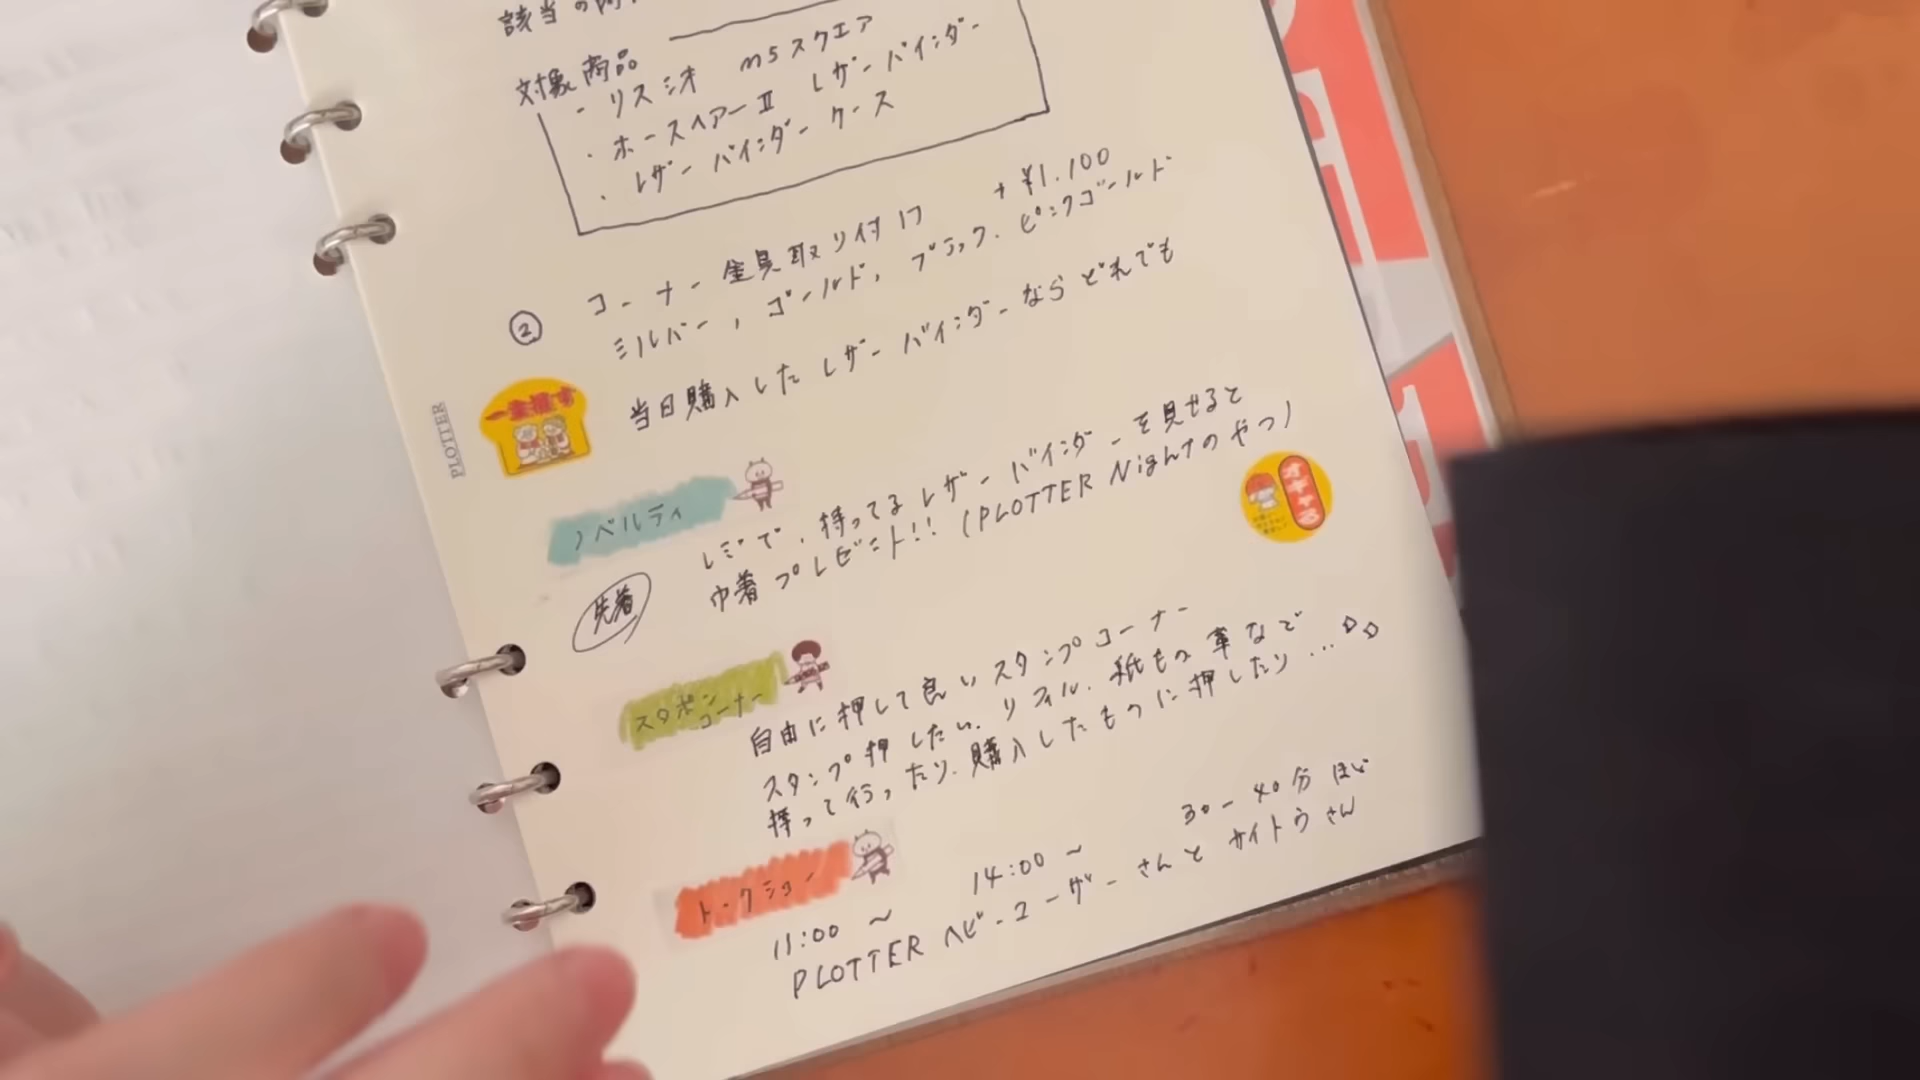 該当の
対象商品
・リスシオ m5スクエア
・ホースヘアーⅡ レザーバインダー
・レザーバインダーケース
② コーナー金具取り付け +¥1.100
シルバー、ゴールド、ブラック、ピンクゴールド
当日購入したレザーバインダーならどれでも
PLOTTER
ノベルティ
レジで、持ってるレザーバインダーを見せると
先着 巾着プレゼント!!(PLOTTER Nightのやつ)
スタンプコーナー
自由に押して良いスタンプコーナー
スタンプ押したい、リフィル、紙もの革など
持って行ったり、購入したものに押したり...
トークショー
11:00〜 14:00〜 30-40分ほど
PLOTTERヘビーユーザーさんとサイトウさん